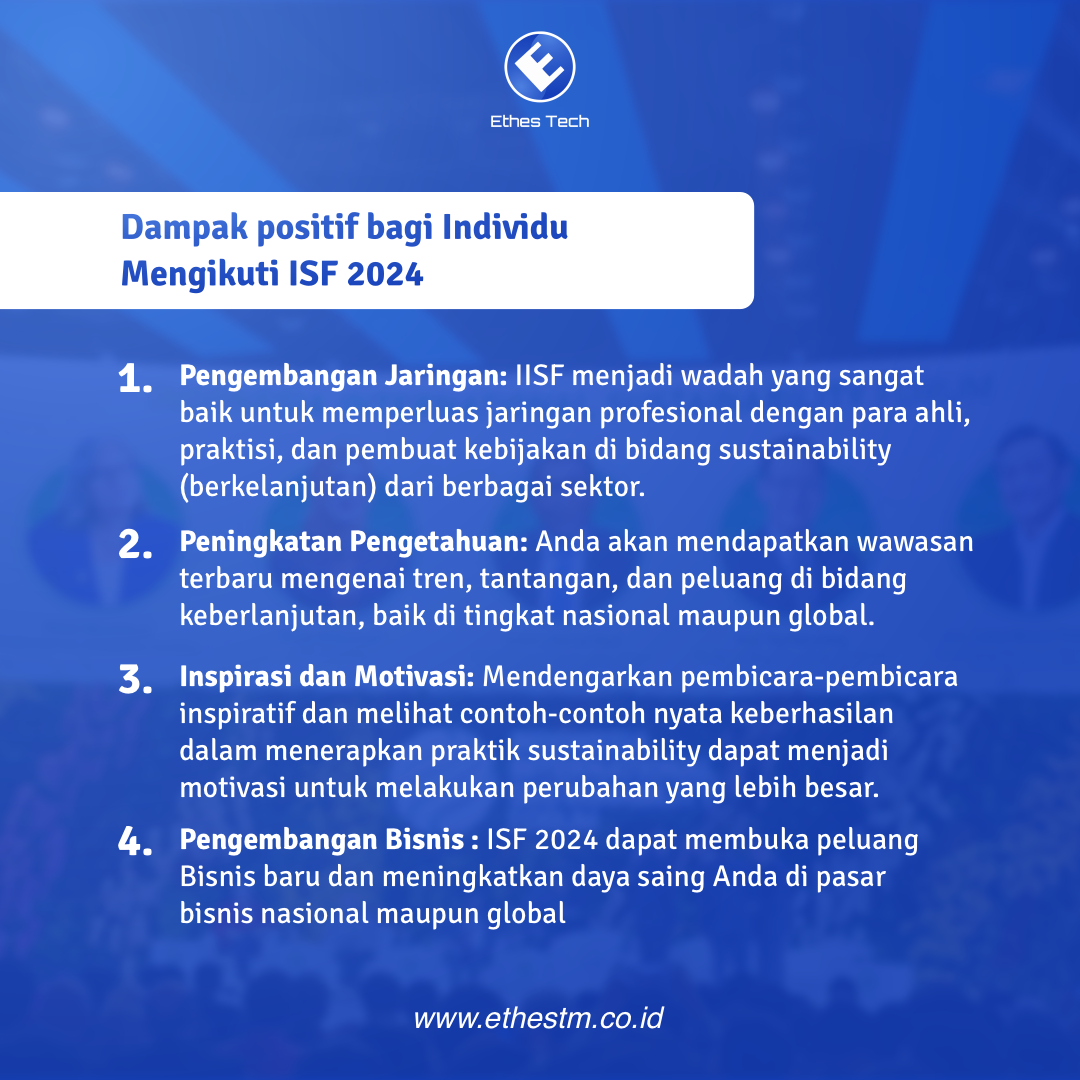 Ethes Tech
Dampak positif bagi Individu
Mengikuti ISF 2024
1. Pengembangan Jaringan: IISF menjadi wadah yang sangat
baik untuk memperluas jaringan profesional dengan para ahli,
praktisi, dan pembuat kebijakan di bidang sustainability
(berkelanjutan) dari berbagai sektor.
2. Peningkatan Pengetahuan: Anda akan mendapatkan wawasan
terbaru mengenai tren, tantangan, dan peluang di bidang
keberlanjutan, baik di tingkat nasional maupun global.
3. Inspirasi dan Motivasi: Mendengarkan pembicara-pembicara
inspiratif dan melihat contoh-contoh nyata keberhasilan
dalam menerapkan praktik sustainability dapat menjadi
motivasi untuk melakukan perubahan yang lebih besar.
4. Pengembangan Bisnis : ISF 2024 dapat membuka peluang
Bisnis baru dan meningkatkan daya saing Anda di pasar
bisnis nasional maupun global
www.ethestm.co.id